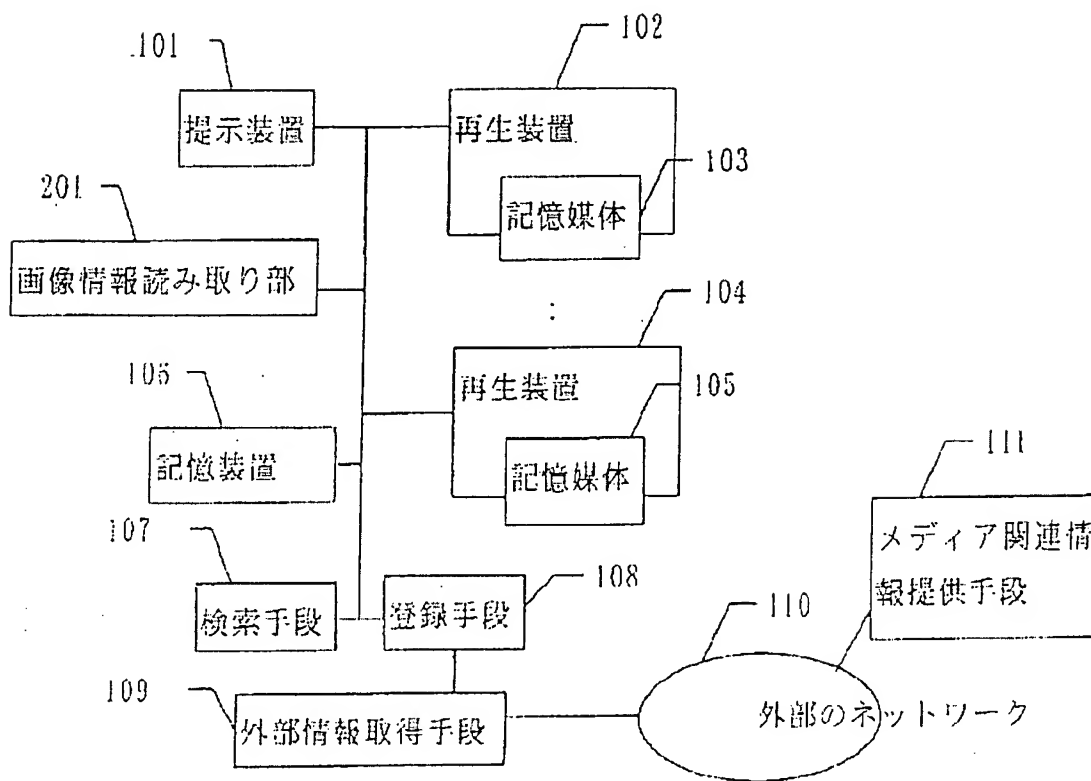 101
102
提示装置
再生装置
103
記憶媒体
201
画像情報読み取り部
104
再生装置
105
記憶媒体
106
記憶装置
111
メディア関連情
報提供手段
107
検索手段
108
登録手段
110
外部のネットワーク
109
外部情報取得手段